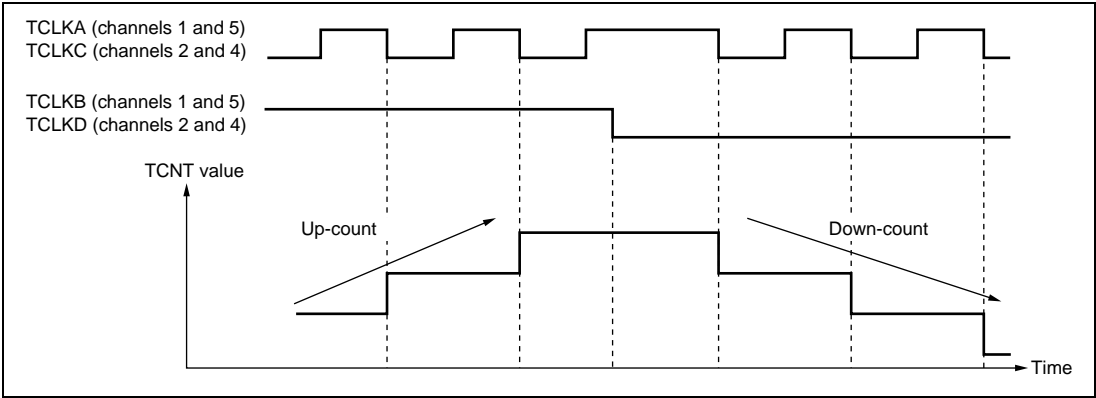 TCLKA (channels 1 and 5)
TCLKC (channels 2 and 4)
TCLKB (channels 1 and 5)
TCLKD (channels 2 and 4)
TCNT value
Up-count
Down-count
Time